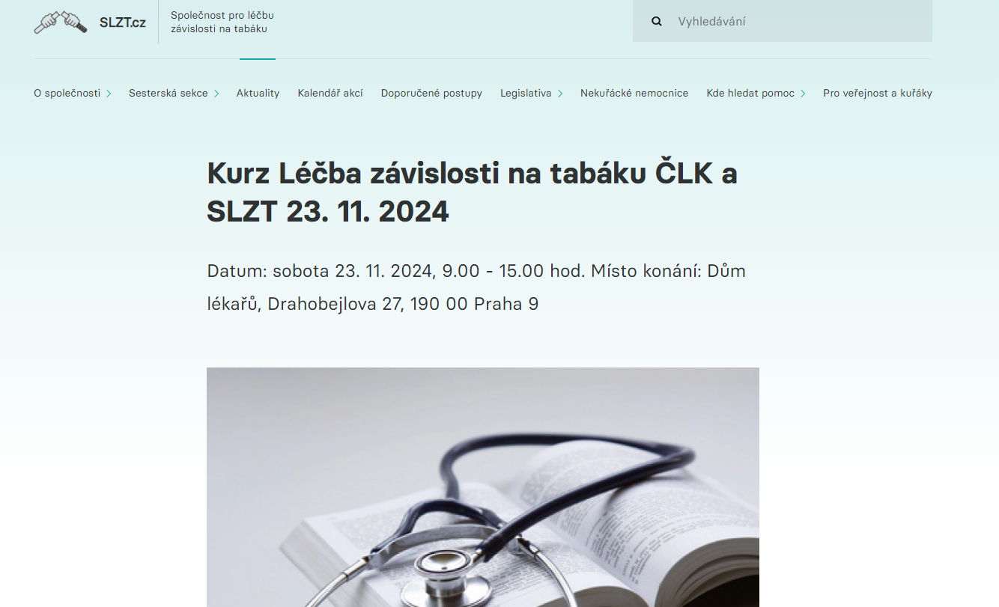 SLZT.cz
Společnost pro léčbu
závislosti na tabáku
Vyhledávání
O společnosti
Sesterská sekce
Aktuality
Kalendář akcí
Doporučené postupy
Legislativa
Nekuřácké nemocnice
Kde hledat pomoc
Pro veřejnost a kuřáky
Kurz Léčba závislosti na tabáku ČLK a
SLZT 23. 11. 2024
Datum: sobota 23. 11. 2024, 9.00 - 15.00 hod. Místo konání: Dům
lékařů, Drahobejlova 27, 190 00 Praha 9